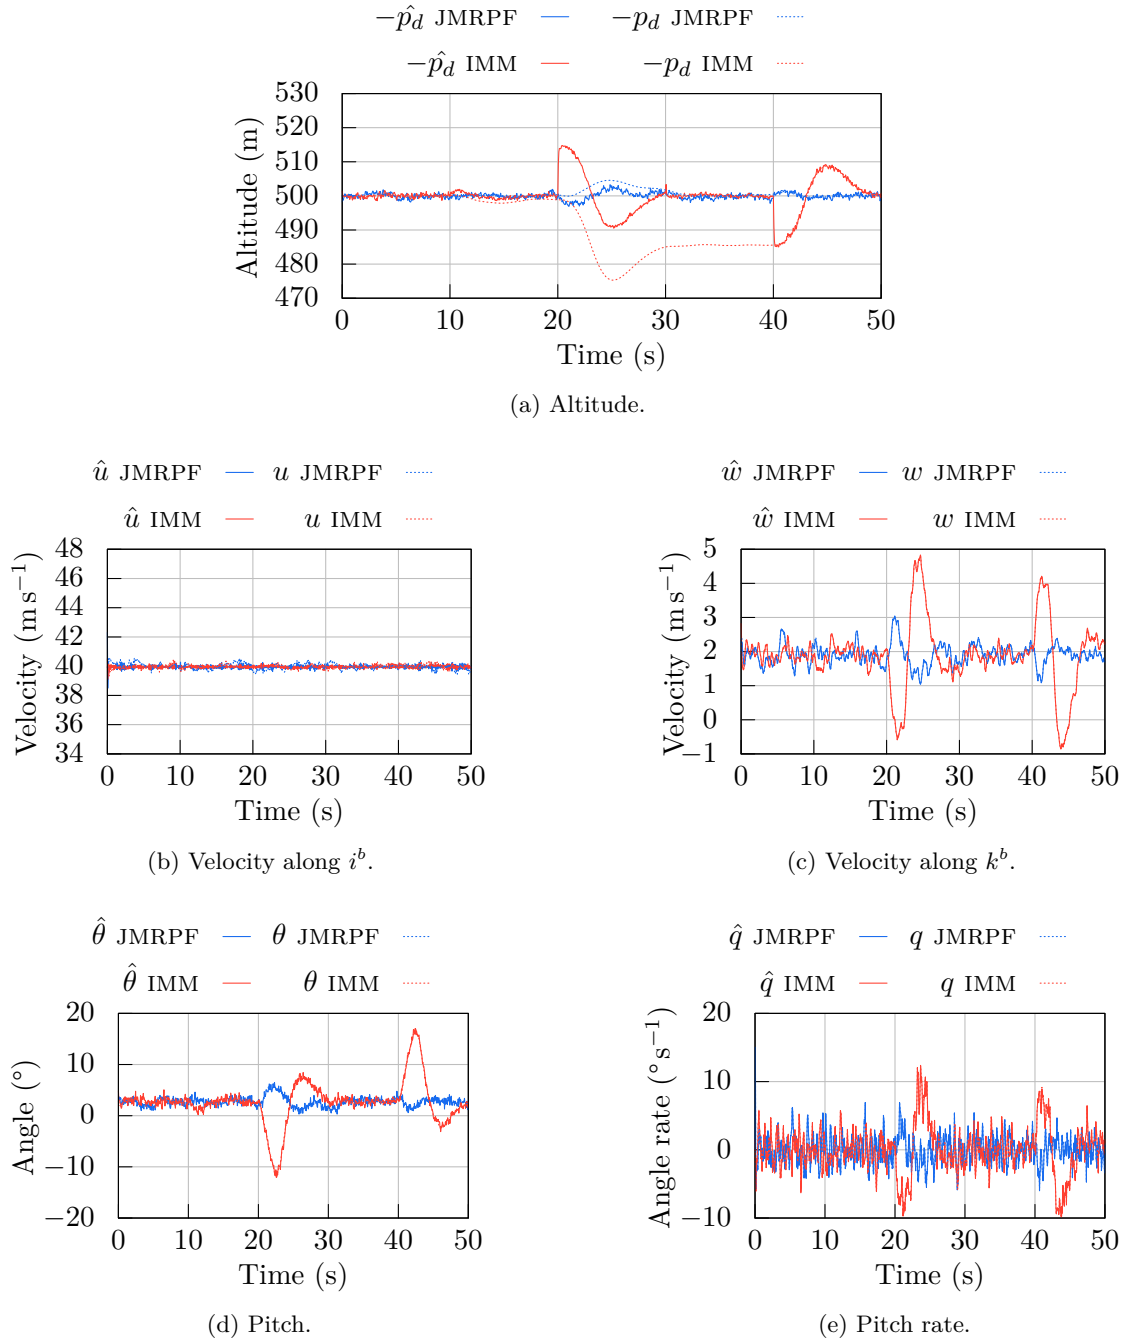 −p̂_d JMRPF −p_d JMRPF
−p̂_d IMM −p_d IMM
530
520
510
500
490
480
470
Altitude (m)
0 10 20 30 40 50
Time (s)
(a) Altitude.
û JMRPF u JMRPF
û IMM u IMM
48
46
44
42
40
38
36
34
Velocity (m s⁻¹)
0 10 20 30 40 50
Time (s)
(b) Velocity along i^b.
ŵ JMRPF w JMRPF
ŵ IMM w IMM
5
4
3
2
1
0
−1
Velocity (m s⁻¹)
0 10 20 30 40 50
Time (s)
(c) Velocity along k^b.
θ̂ JMRPF θ JMRPF
θ̂ IMM θ IMM
20
10
0
−10
−20
Angle (°)
0 10 20 30 40 50
Time (s)
(d) Pitch.
q̂ JMRPF q JMRPF
q̂ IMM q IMM
20
10
0
−10
Angle rate (° s⁻¹)
0 10 20 30 40 50
Time (s)
(e) Pitch rate.